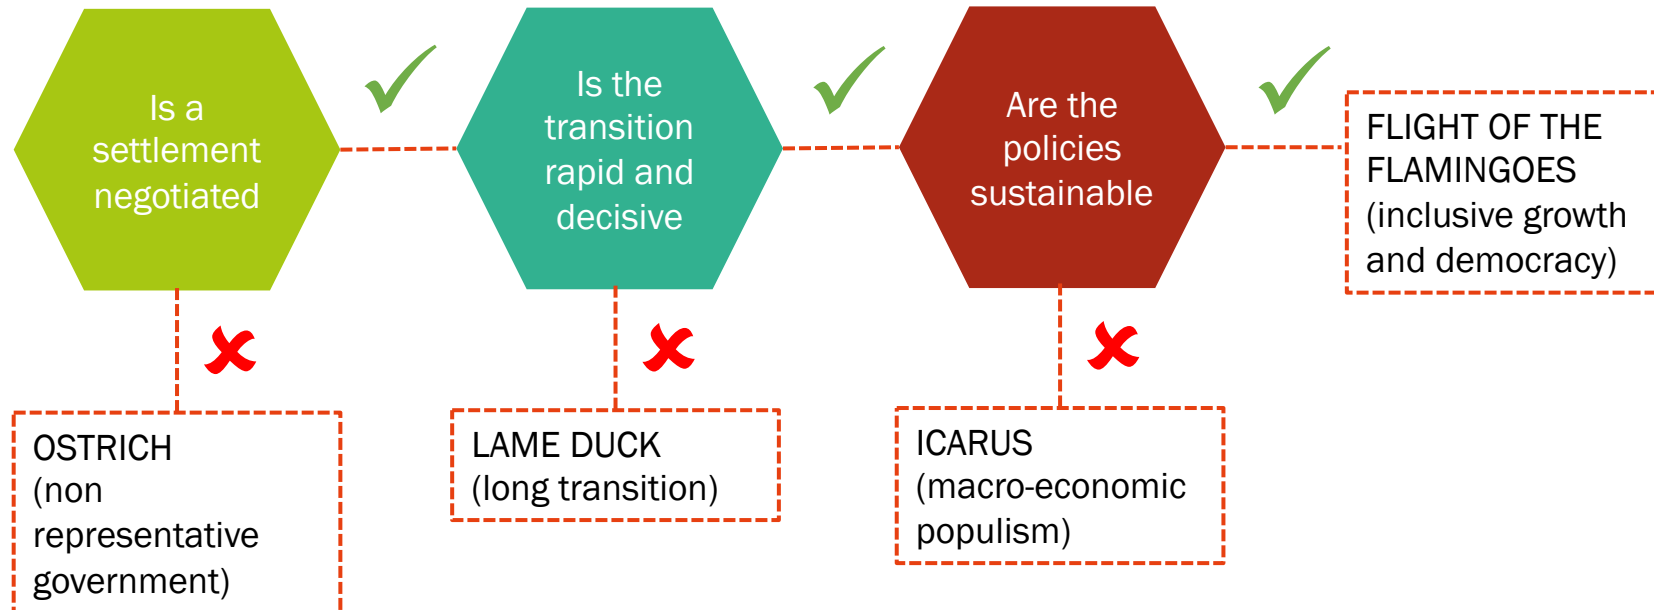 Is a
settlement
negotiated
Is the
transition
rapid and
decisive
Are the
policies
sustainable
FLIGHT OF THE
FLAMINGOES
(inclusive growth
and democracy)
OSTRICH
(non
representative
government)
LAME DUCK
(long transition)
ICARUS
(macro-economic
populism)